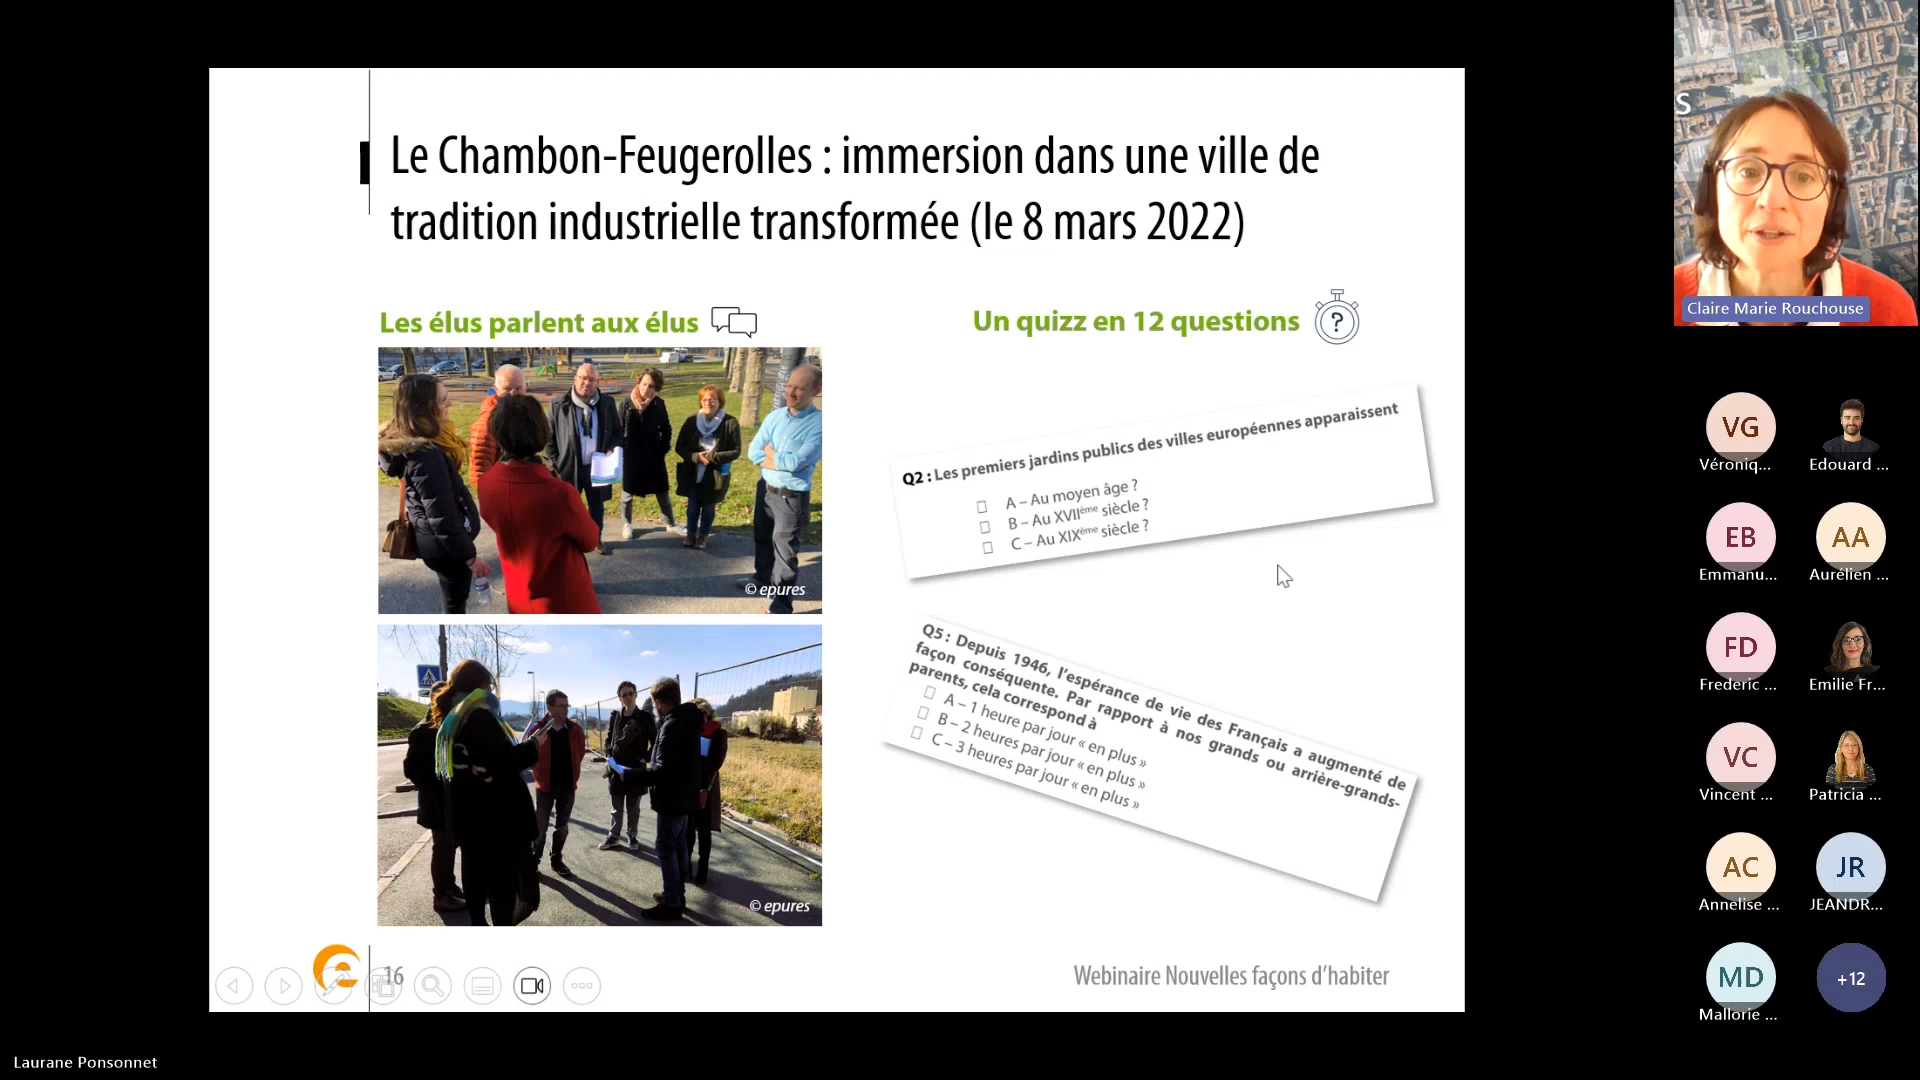 Le Chambon-Feugerolles : immersion dans une ville de
tradition industrielle transformée (le 8 mars 2022)
Les élus parlent aux élus
© epures
© epures
Un quizz en 12 questions
?
Q2 : Les premiers jardins publics des villes européennes apparaissent
A – Au moyen âge ?
B – Au XVIIème siècle ?
C – Au XIXème siècle ?
Q5 : Depuis 1946, l'espérance de vie des Français a augmenté de
façon conséquente. Par rapport à nos grands ou arrière-grands-
parents, cela correspond à
A – 1 heure par jour « en plus »
B – 2 heures par jour « en plus »
C – 3 heures par jour « en plus »
16
Webinaire Nouvelles façons d'habiter
Laurane Ponsonnet
S
Claire Marie Rouchouse
VG
Véroniq...
Edouard ...
EB
Emmanu...
AA
Aurélien ...
FD
Frederic ...
Emilie Fr...
VC
Vincent ...
Patricia ...
AC
Annelise ...
JR
JEANDR...
MD
Mallorie ...
+12